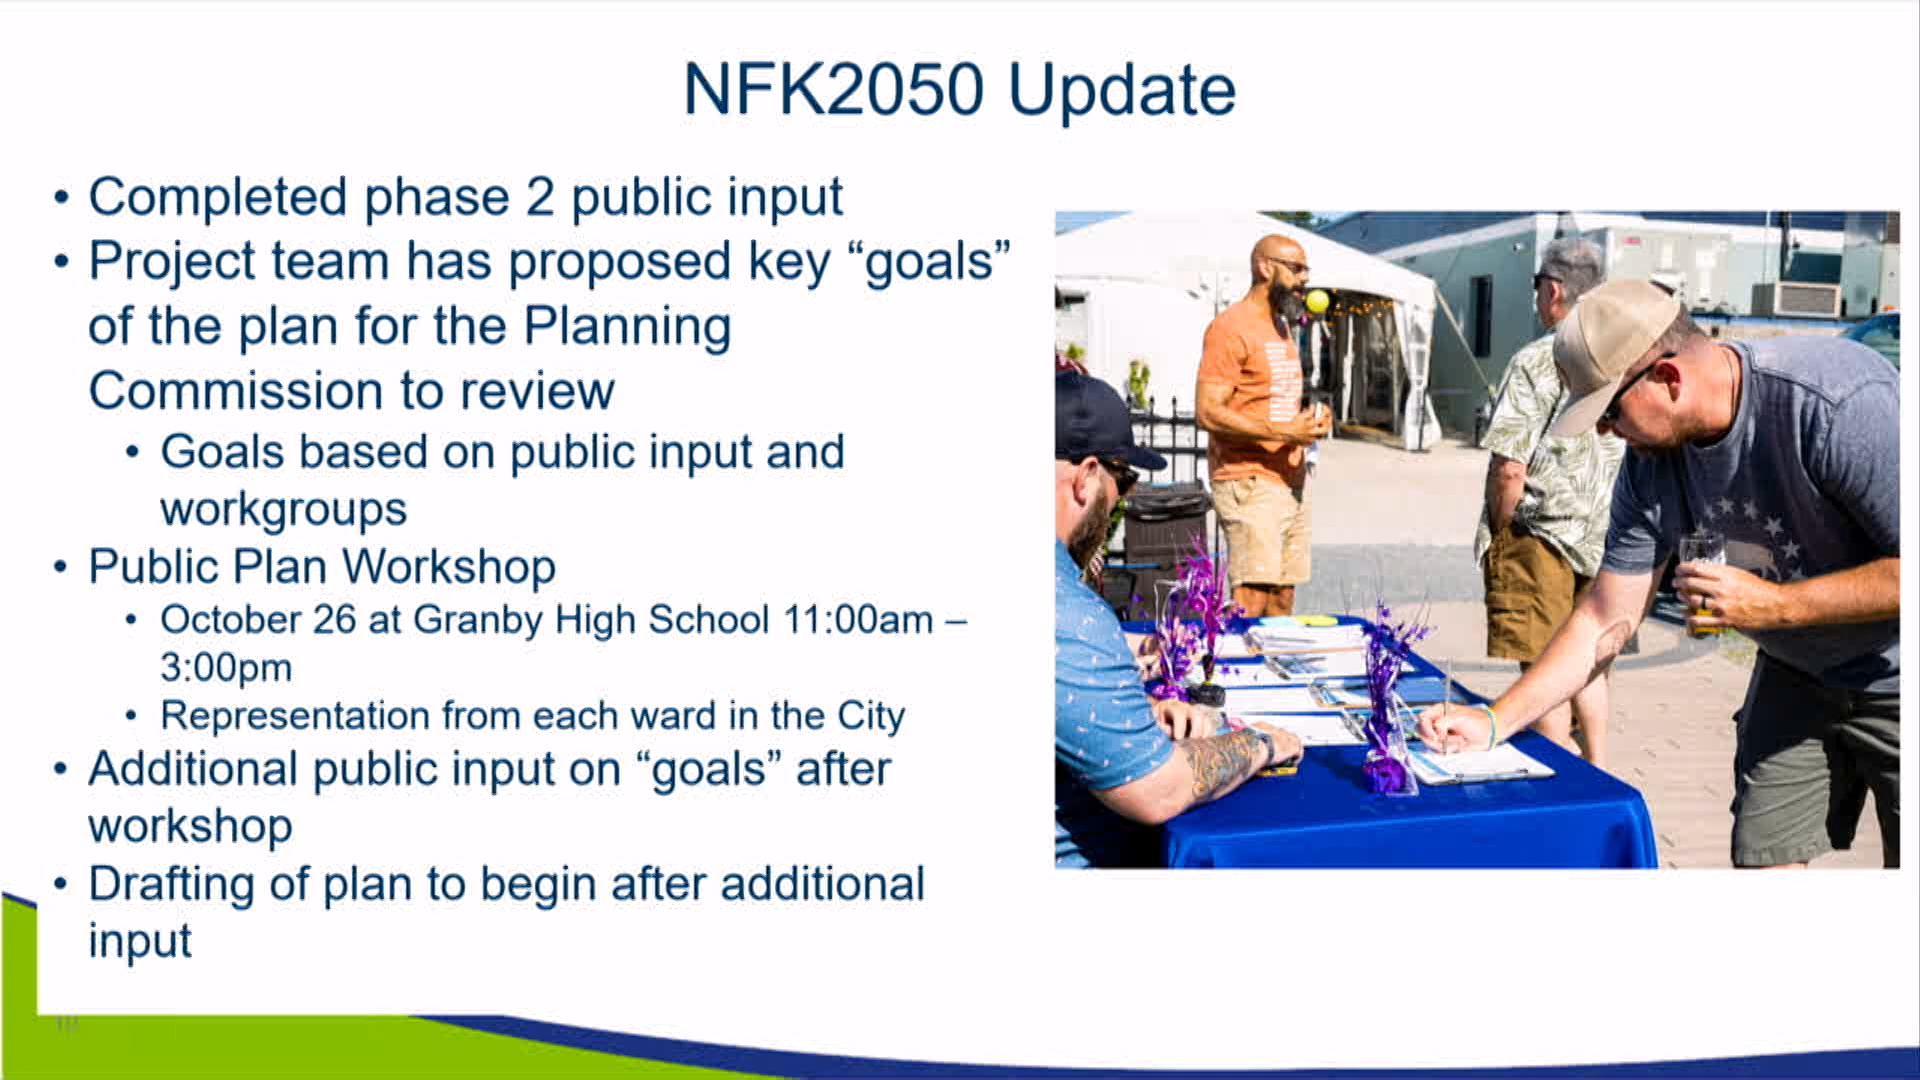 NFK2050 Update
• Completed phase 2 public input
• Project team has proposed key “goals”
of the plan for the Planning
Commission to review
• Goals based on public input and
workgroups
• Public Plan Workshop
• October 26 at Granby High School 11:00am –
3:00pm
• Representation from each ward in the City
• Additional public input on “goals” after
workshop
• Drafting of plan to begin after additional
input